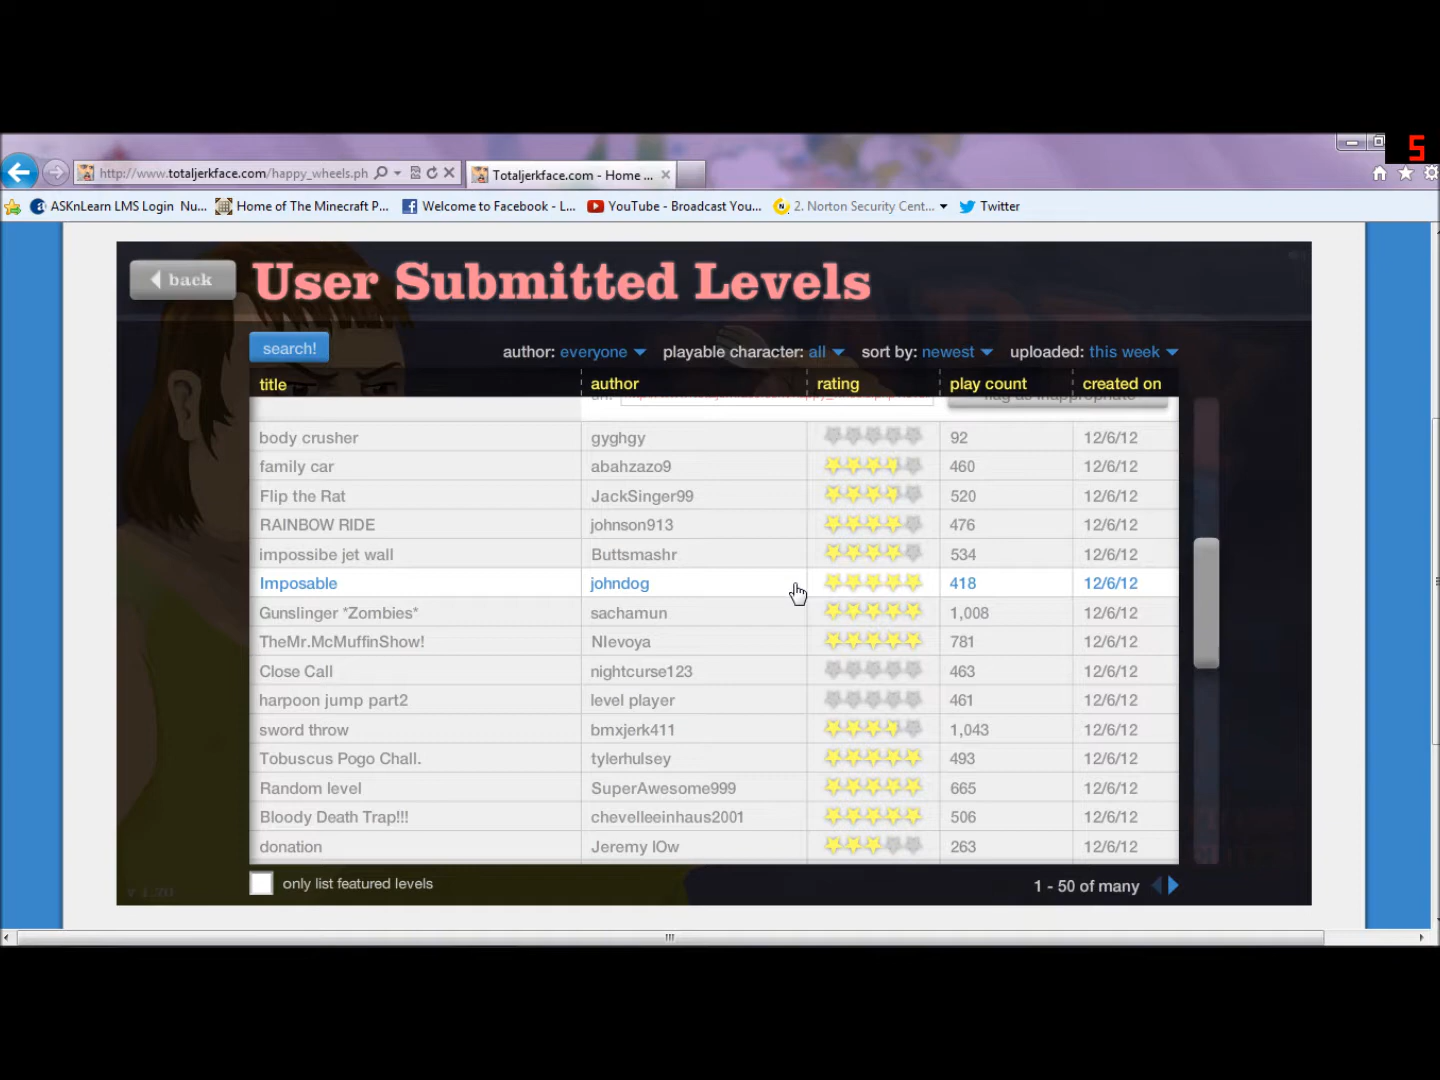 5
http://www.totaljerkface.com/happy_wheels.ph
Totaljerkface.com - Home ...
ASKnLearn LMS Login Nu...
Home of The Minecraft P...
Welcome to Facebook - L...
YouTube - Broadcast You...
2. Norton Security Cent...
Twitter
back
User Submitted Levels
search!
author: everyone
playable character: all
sort by: newest
uploaded: this week
title author rating play count created on
flag as inappropriate
body crusher gyghgy 92 12/6/12
family car abahzazo9 460 12/6/12
Flip the Rat JackSinger99 520 12/6/12
RAINBOW RIDE johnson913 476 12/6/12
impossibe jet wall Buttsmashr 534 12/6/12
Imposable johndog 418 12/6/12
Gunslinger *Zombies* sachamun 1,008 12/6/12
TheMr.McMuffinShow! NIevoya 781 12/6/12
Close Call nightcurse123 463 12/6/12
harpoon jump part2 level player 461 12/6/12
sword throw bmxjerk411 1,043 12/6/12
Tobuscus Pogo Chall. tylerhulsey 493 12/6/12
Random level SuperAwesome999 665 12/6/12
Bloody Death Trap!!! chevelleeinhaus2001 506 12/6/12
donation Jeremy lOw 263 12/6/12
only list featured levels
1 - 50 of many